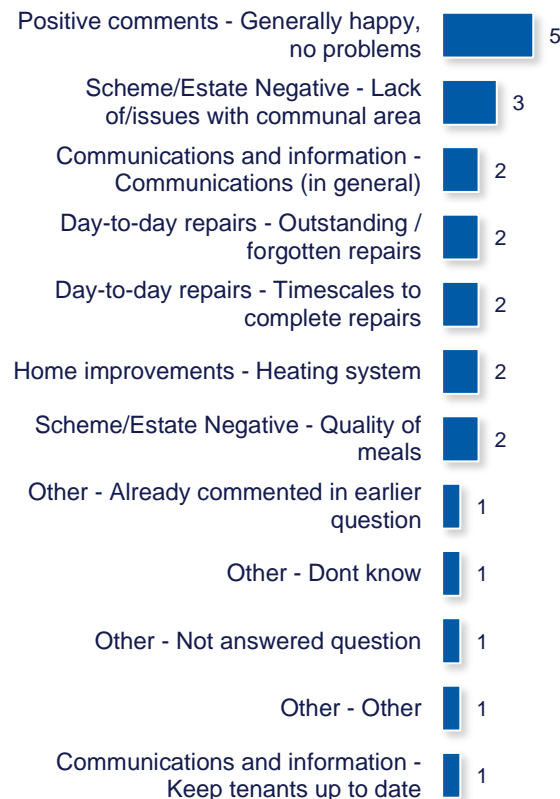 Positive comments - Generally happy,
no problems
5
Scheme/Estate Negative - Lack
of/issues with communal area
3
Communications and information -
Communications (in general)
2
Day-to-day repairs - Outstanding /
forgotten repairs
2
Day-to-day repairs - Timescales to
complete repairs
2
Home improvements - Heating system
2
Scheme/Estate Negative - Quality of
meals
2
Other - Already commented in earlier
question
1
Other - Dont know
1
Other - Not answered question
1
Other - Other
1
Communications and information -
Keep tenants up to date
1